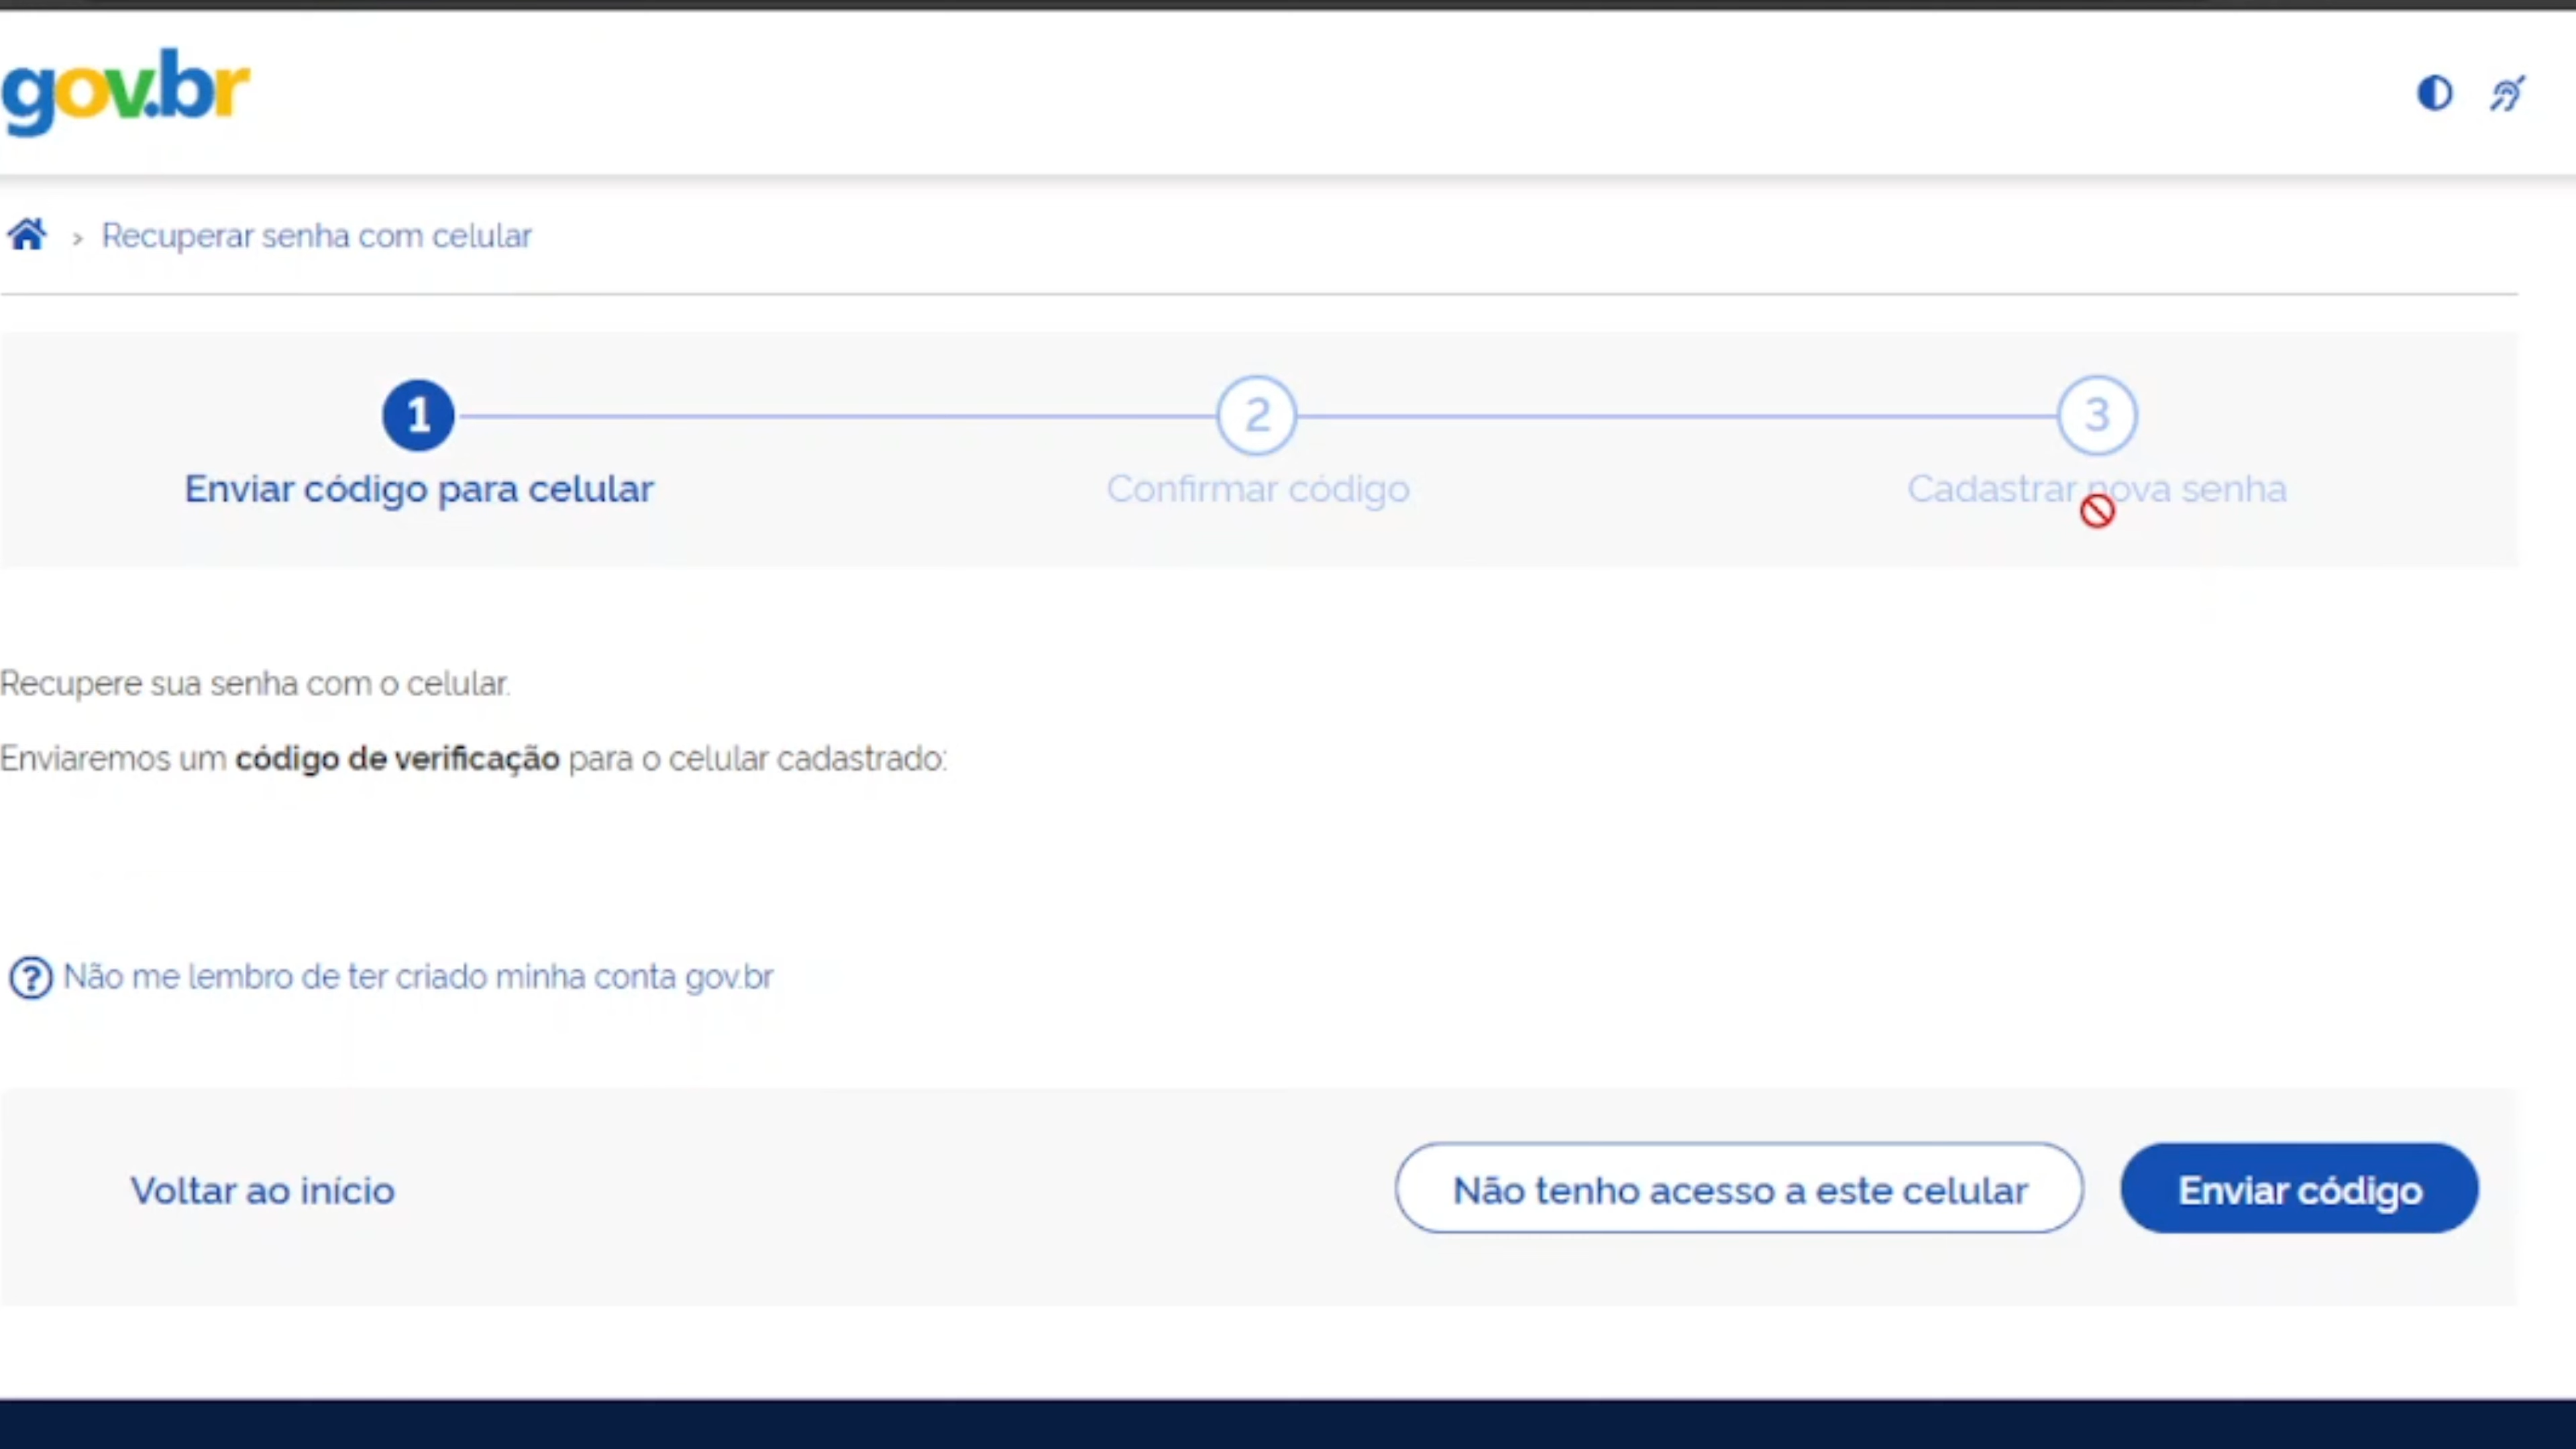 gov.br
Recuperar senha com celular
1
2
3
Enviar código para celular
Confirmar código
Cadastrar nova senha
Recupere sua senha com o celular.
Enviaremos um código de verificação para o celular cadastrado:
Não me lembro de ter criado minha conta gov.br
Voltar ao início
Não tenho acesso a este celular
Enviar código